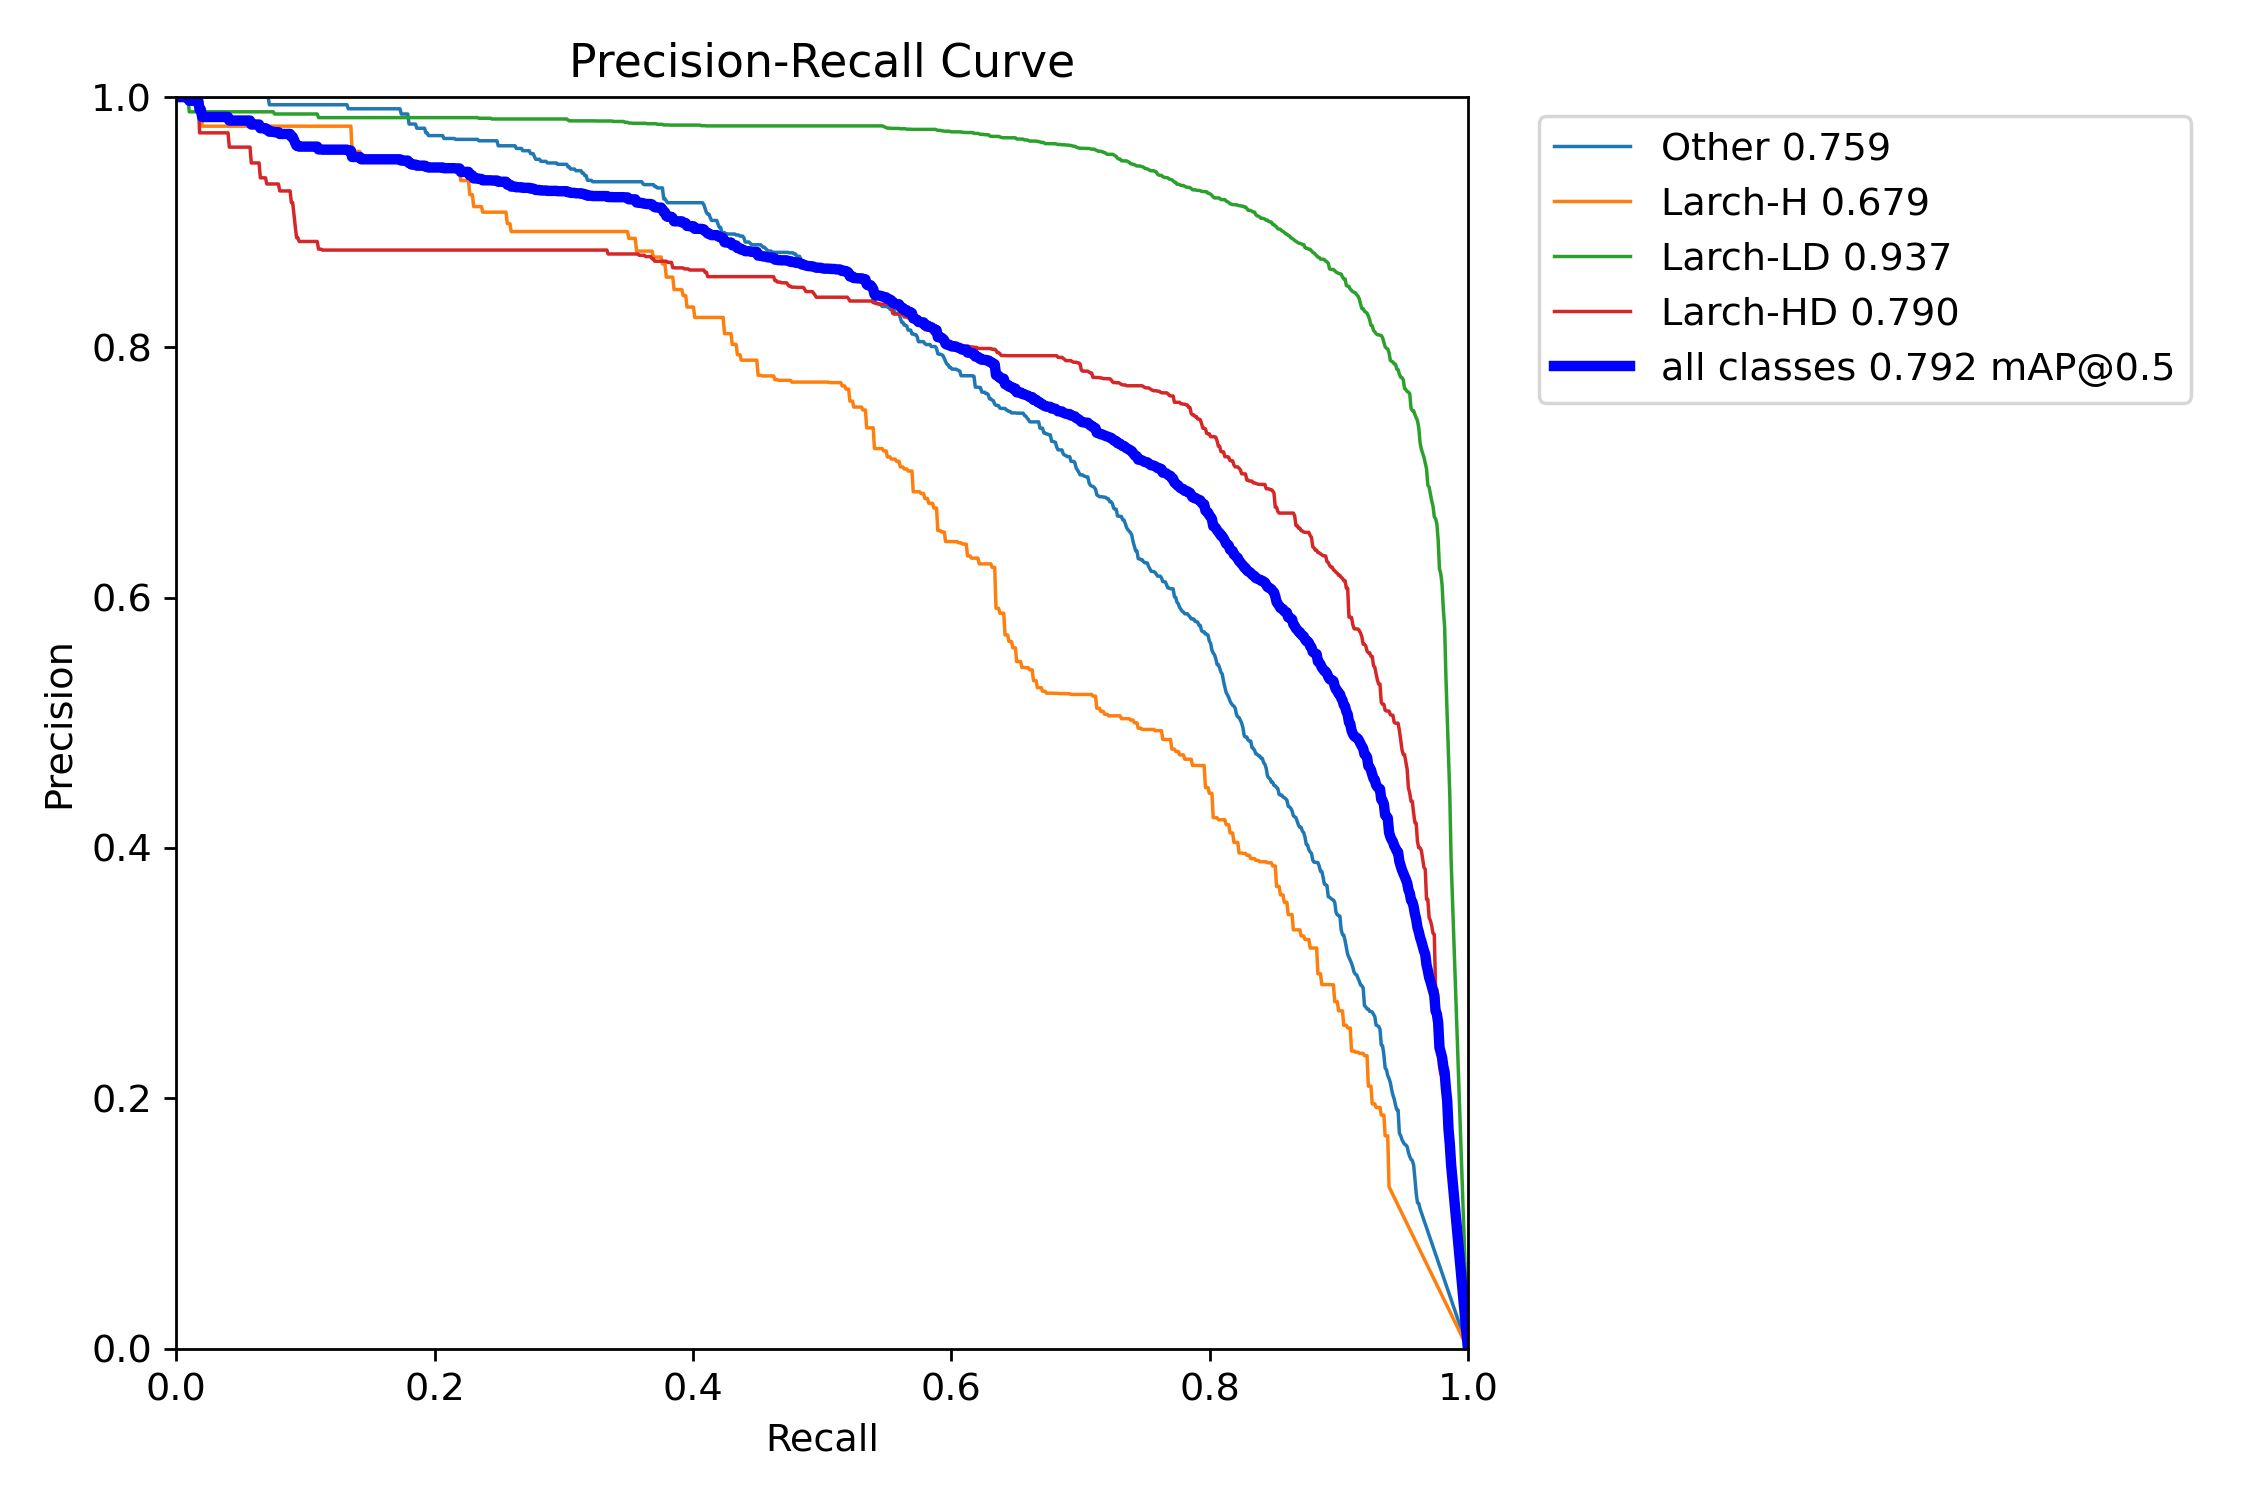 Precision-Recall Curve
1.0
0.8
0.6
0.4
0.2
0.0
Precision
0.0 0.2 0.4 0.6 0.8 1.0
Recall
Other 0.759
Larch-H 0.679
Larch-LD 0.937
Larch-HD 0.790
all classes 0.792 mAP@0.5